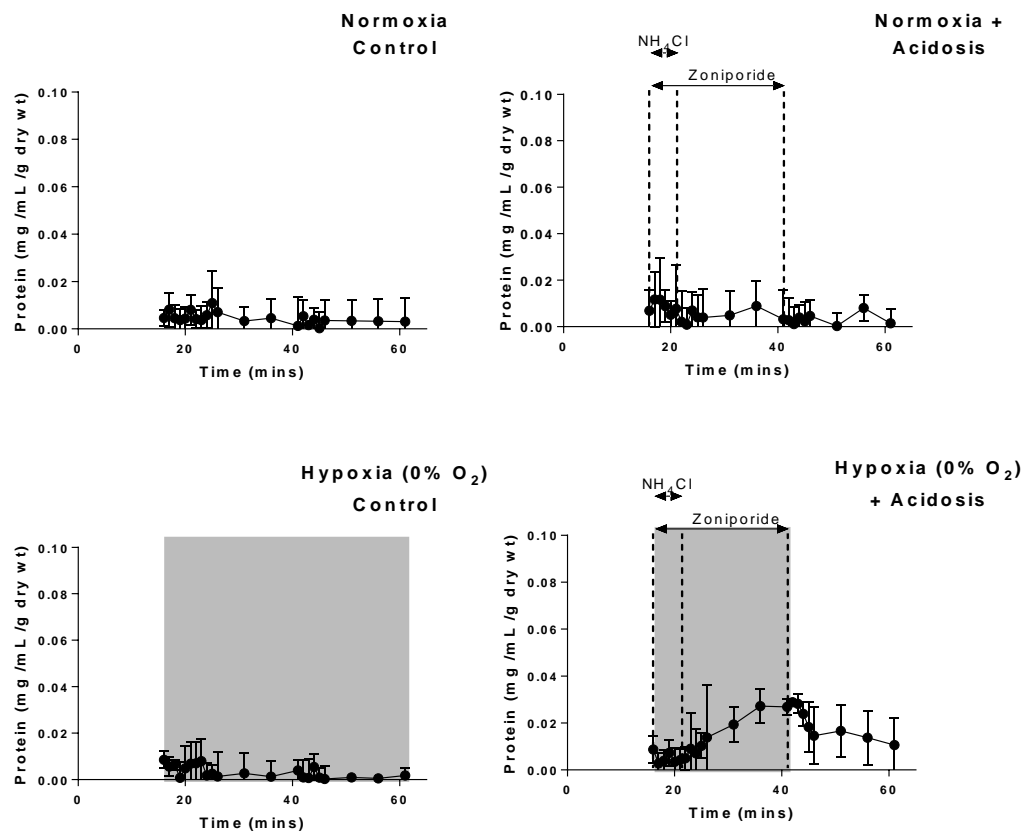 Normoxia
Control
Protein (mg /mL /g dry wt)
0.10
0.08
0.06
0.04
0.02
0.00
0
20
40
60
Time (mins)
Normoxia +
Acidosis
NH4Cl
Zoniporide
Protein (mg /mL /g dry wt)
0.10
0.08
0.06
0.04
0.02
0.00
0
20
40
60
Time (mins)
Hypoxia (0% O2)
Control
Protein (mg /mL /g dry wt)
0.10
0.08
0.06
0.04
0.02
0.00
0
20
40
60
Time (mins)
Hypoxia (0% O2)
+ Acidosis
NH4Cl
Zoniporide
Protein (mg /mL /g dry wt)
0.10
0.08
0.06
0.04
0.02
0.00
0
20
40
60
Time (mins)